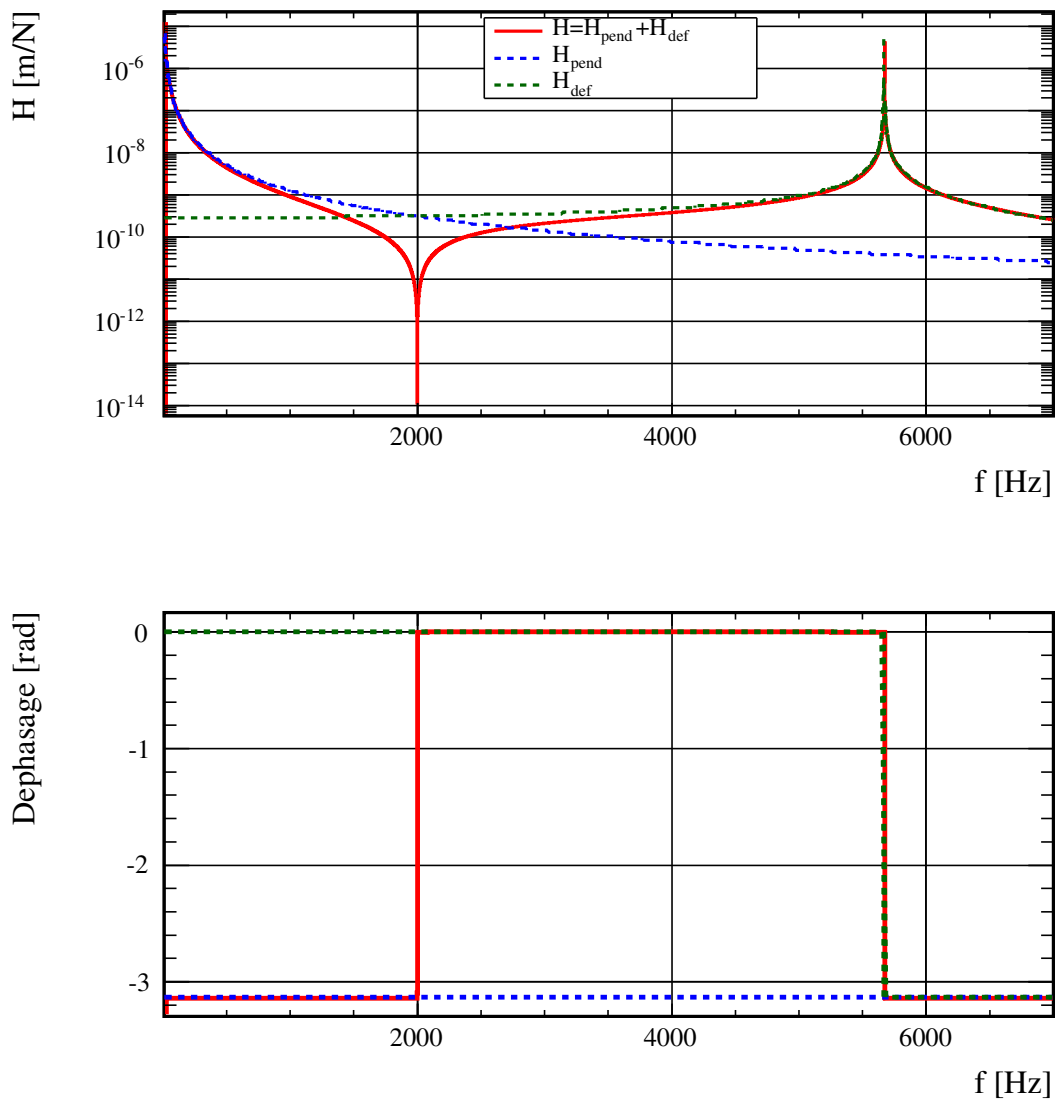 H [m/N]
H=H_pend+H_def
H_pend
H_def
10^-6
10^-8
10^-10
10^-12
10^-14
2000 4000 6000
f [Hz]
Dephasage [rad]
0
-1
-2
-3
2000 4000 6000
f [Hz]